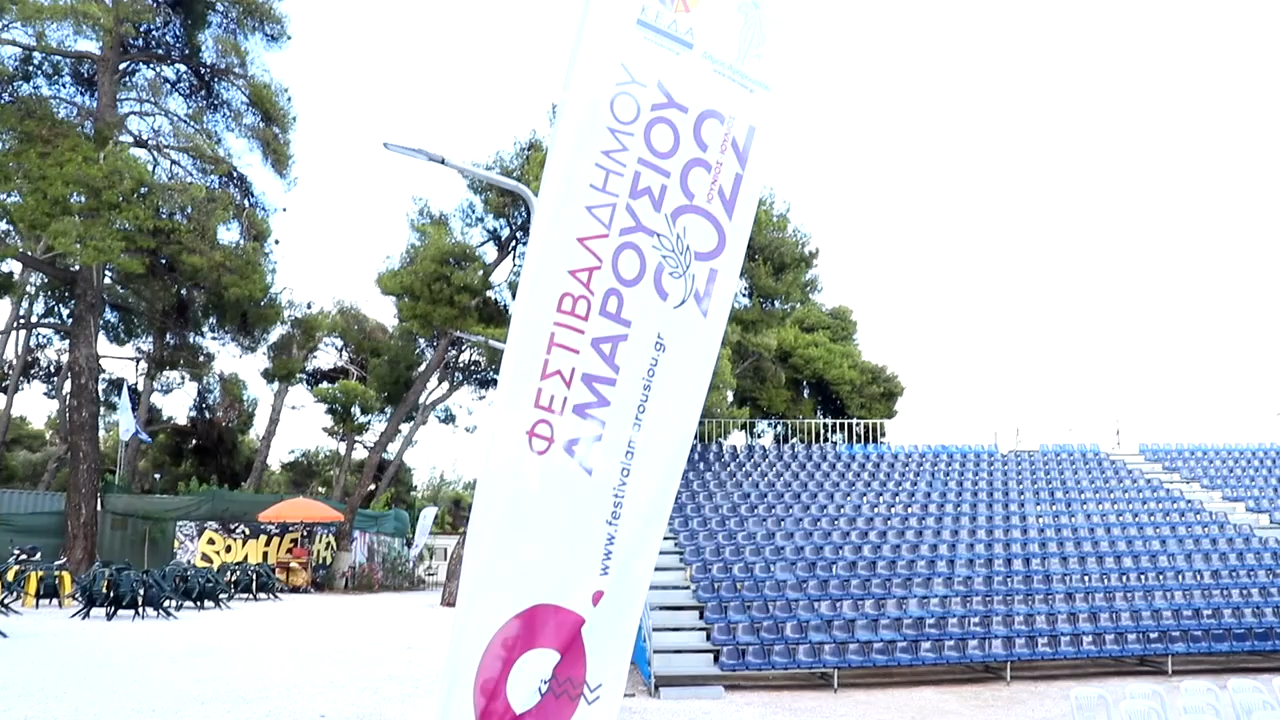 Κ.Ε.Δ.Α.
ΦΕΣΤΙΒΑΛ ΔΗΜΟΥ
ΑΜΑΡΟΥΣΙΟΥ
2022
ΙΟΥΝΙΟΣ ΙΟΥΛΙΟΣ
www.festivalamarousiou.gr